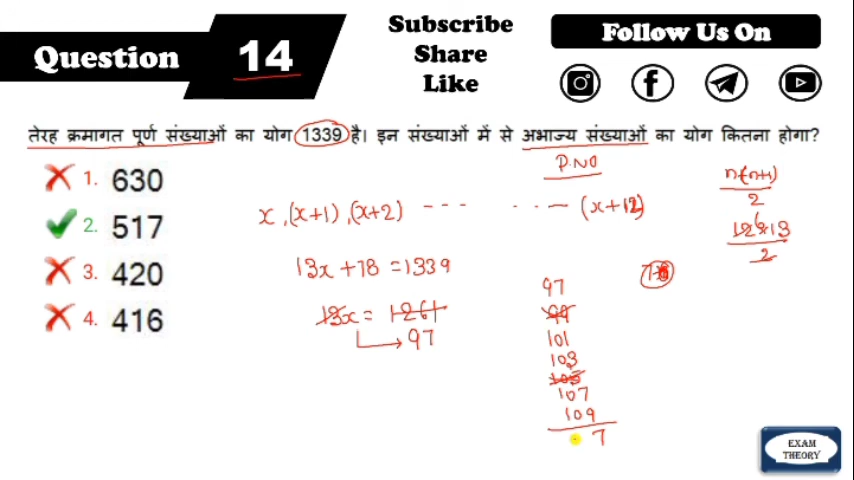 Question 14
Subscribe
Share
Like
Follow Us On
तेरह क्रमागत पूर्ण संख्याओं का योग 1339 है। इन संख्याओं में से अभाज्य संख्याओं का योग कितना होगा?
P.NO
1. 630
2. 517
3. 420
4. 416
x, (x+1), (x+2) --- --- (x+12)
n(n+1)
2
12 6 x 13
2
13x + 78 = 1339
13x = 1261
97
97
99
101
103
105
107
109
7
EXAM
THEORY